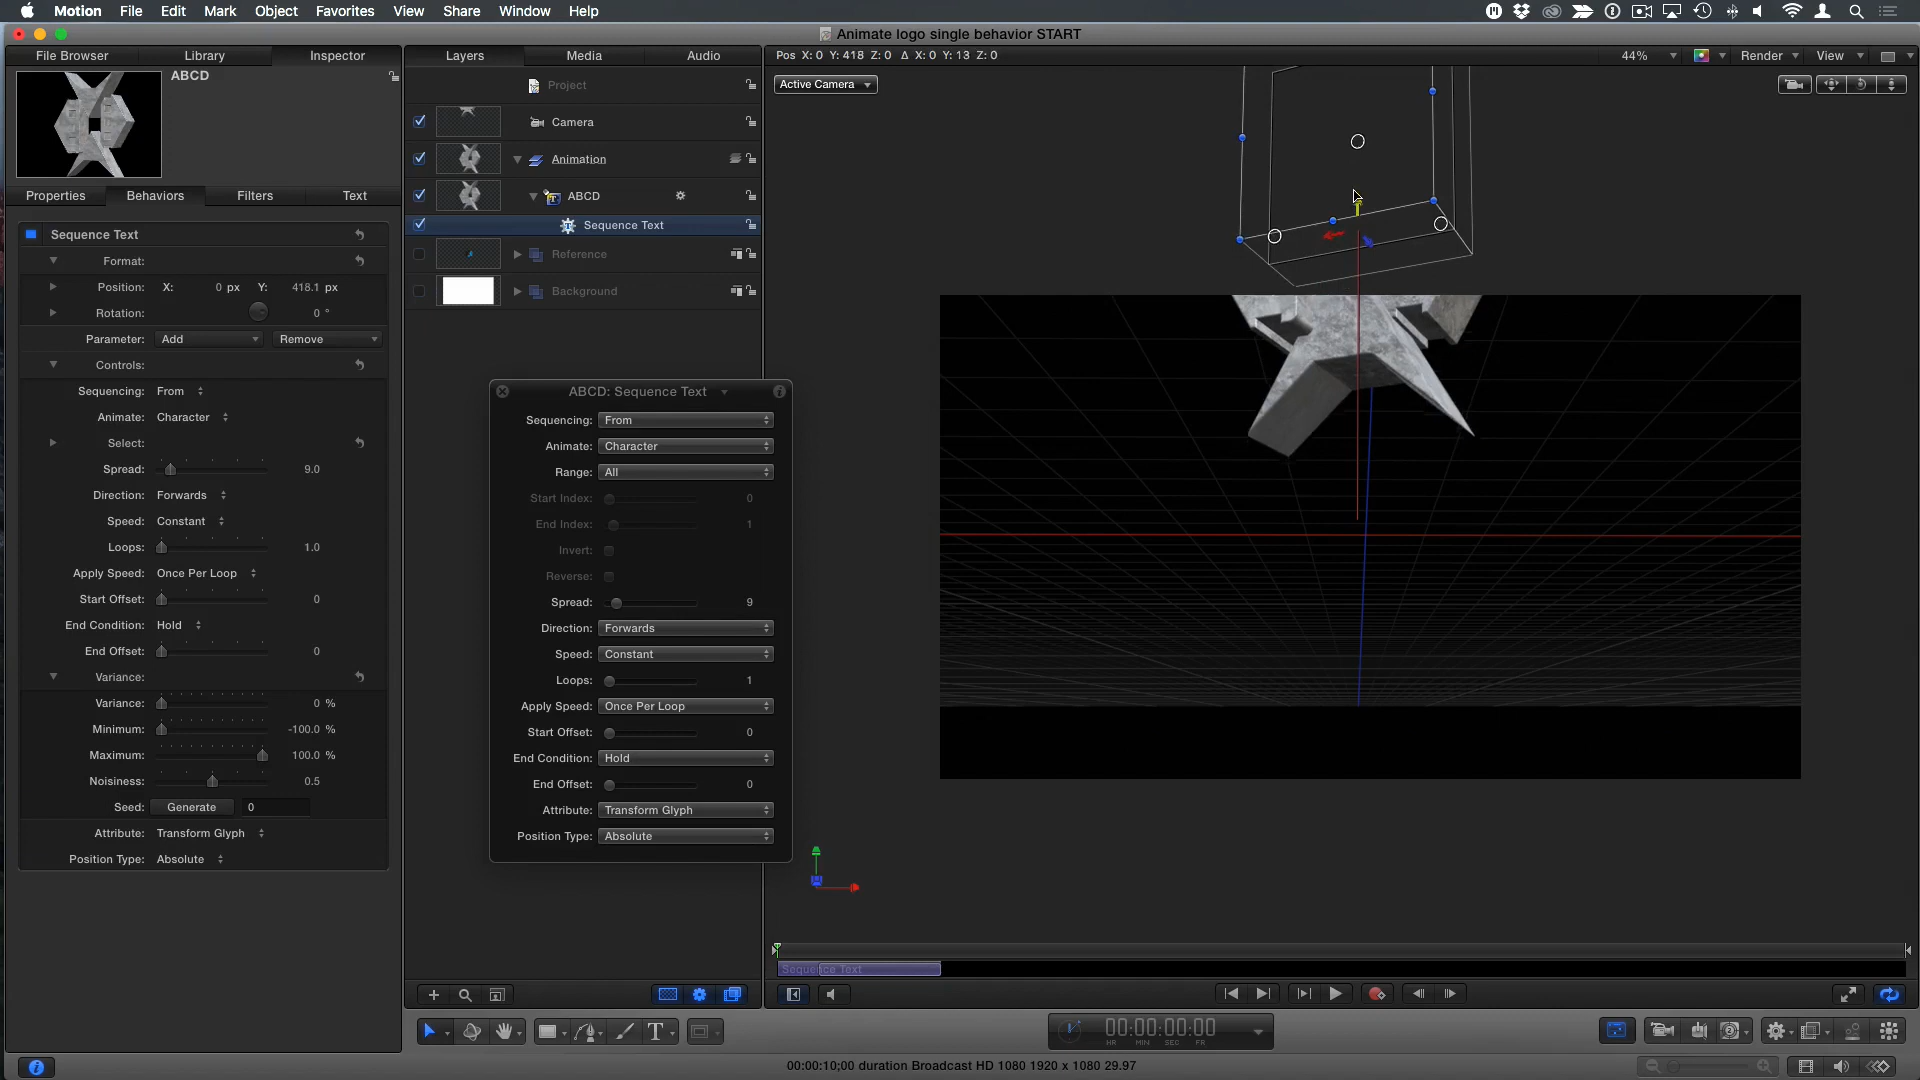 Motion File Edit Mark Object Favorites View Share Window Help
Animate logo single behavior START
File Browser Library Inspector Layers Media Audio
Pos X: 0 Y: 418 Z: 0 Δ X: 0 Y: 13 Z: 0
44% Render View
ABCD
Active Camera
Properties Behaviors Filters Text
Sequence Text
Format:
Position: X: 0 px Y: 418.1 px
Rotation: 0 °
Parameter: Add Remove
Controls:
Sequencing: From
Animate: Character
Select:
Spread: 9.0
Direction: Forwards
Speed: Constant
Loops: 1.0
Apply Speed: Once Per Loop
Start Offset: 0
End Condition: Hold
End Offset: 0
Variance:
Variance: 0 %
Minimum: -100.0 %
Maximum: 100.0 %
Noisiness: 0.5
Seed: Generate 0
Attribute: Transform Glyph
Position Type: Absolute
Project
Camera
Animation
ABCD
Sequence Text
Reference
Background
ABCD: Sequence Text
Sequencing: From
Animate: Character
Range: All
Start Index: 0
End Index: 1
Invert:
Reverse:
Spread: 9
Direction: Forwards
Speed: Constant
Loops: 1
Apply Speed: Once Per Loop
Start Offset: 0
End Condition: Hold
End Offset: 0
Attribute: Transform Glyph
Position Type: Absolute
Sequence Text
00:00:00:00
HR MIN SEC FR
00:00:10;00 duration Broadcast HD 1080 1920 x 1080 29.97